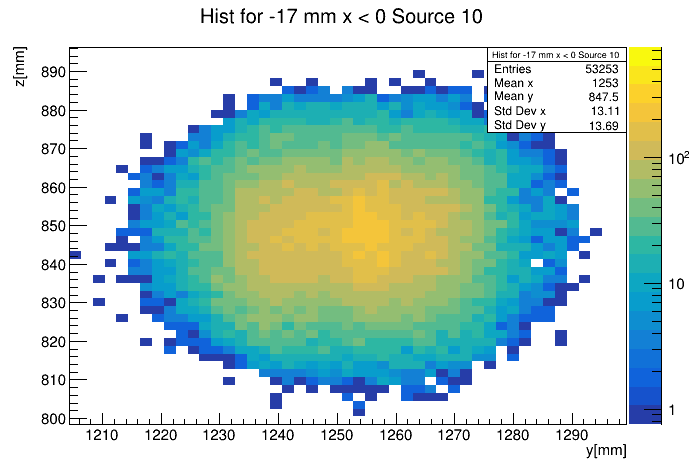 Hist for -17 mm x < 0 Source 10
Hist for -17 mm x < 0 Source 10
Entries 53253
Mean x 1253
Mean y 847.5
Std Dev x 13.11
Std Dev y 13.69
z[mm]
890
880
870
860
850
840
830
820
810
800
1210 1220 1230 1240 1250 1260 1270 1280 1290
y[mm]
10²
10
1